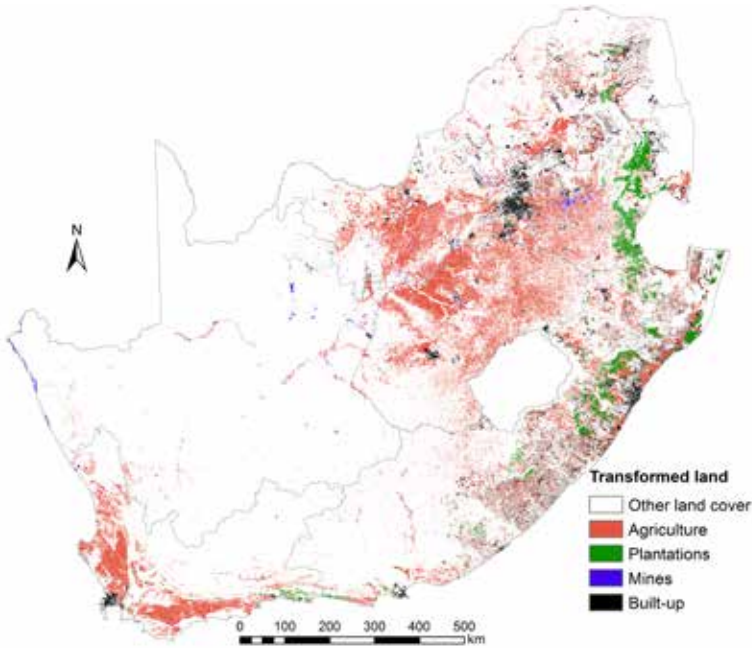 N
Transformed land
Other land cover
Agriculture
Plantations
Mines
Built-up
0 100 200 300 400 500
km